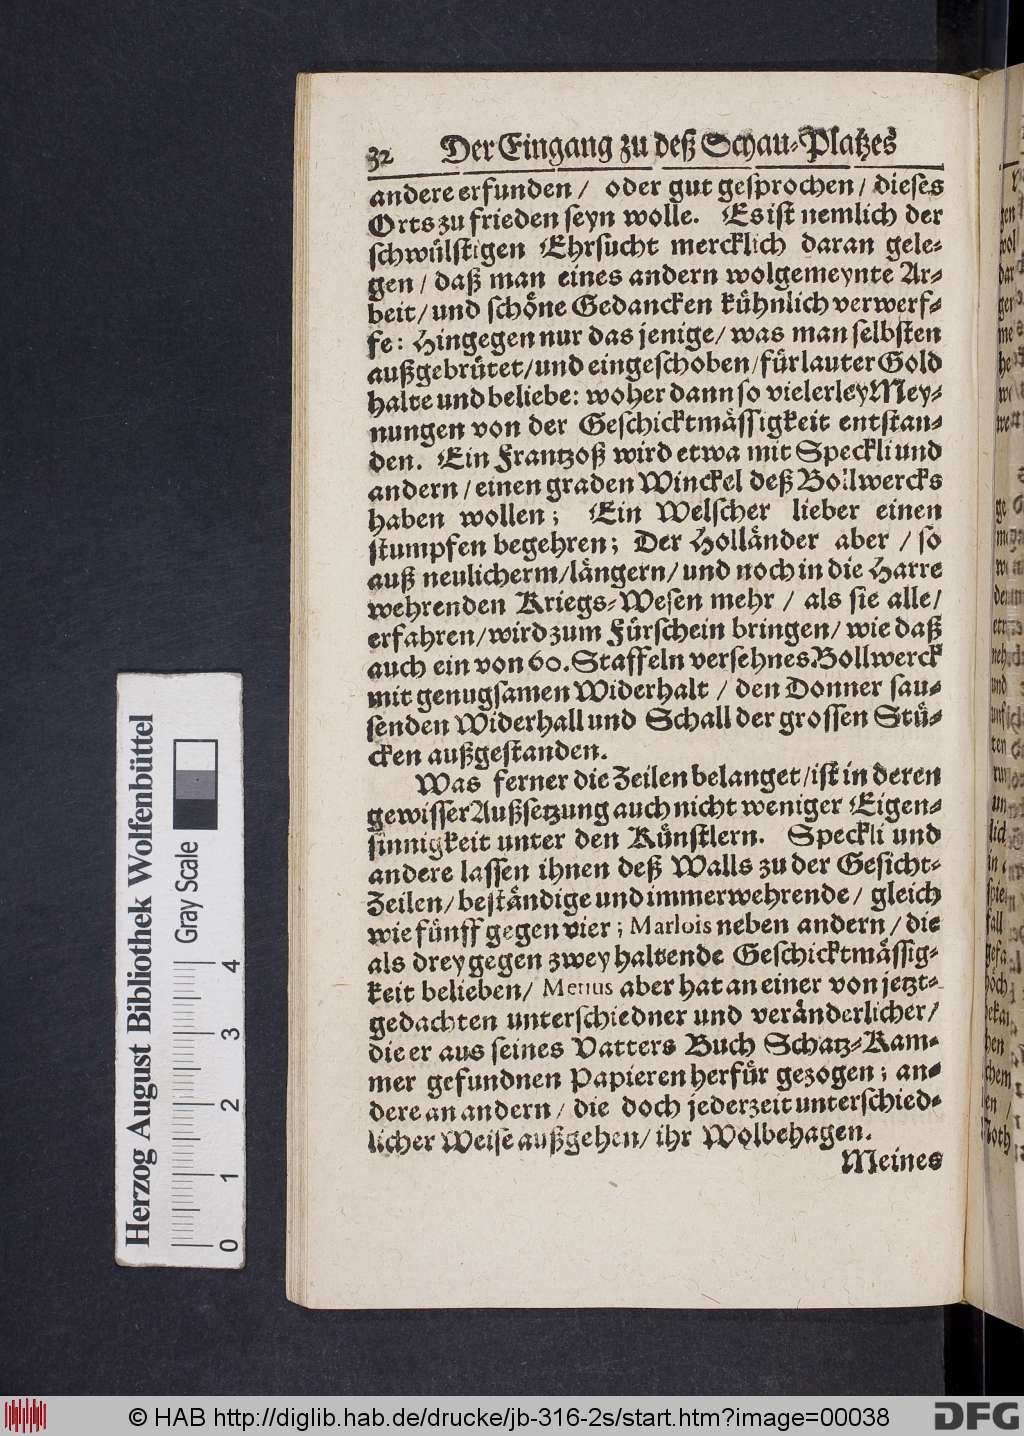 32 Der Eingang zu deß Schau-Platzes
andere erfunden / oder gut gesprochen / dieses
Orts zu frieden seyn wolle. Es ist nemlich der
schwülstigen Ehrsucht mercklich daran gele-
gen / daß man eines andern wolgemeynte Ar-
beit / und schöne Gedancken kühnlich verwerf-
fe: Hingegen nur das jenige / was man selbsten
außgebrütet / und eingeschoben / für lauter Gold
halte und beliebe: woher dann so vielerley Mey-
nungen von der Geschicktmässigkeit entstan-
den. Ein Frantzoß wird etwa mit Speckli und
andern / einen graden Winckel deß Bollwercks
haben wollen; Ein Welscher lieber einen
stumpfen begehren; Der Holländer aber / so
auß neulicherm / längern / und noch in die Harre
wehrenden Kriegs-Wesen mehr / als sie alle /
erfahren / wird zum Fürschein bringen / wie daß
auch ein von 60. Staffeln versehnes Bollwerck
mit genugsamen Widerhalt / den Donner sau-
senden Widerhall und Schall der grossen Stü-
cken außgestanden.
Was ferner die Zeilen belanget / ist in deren
gewisser Außsetzung auch nicht weniger Eigen-
sinnigkeit unter den Künstlern. Speckli und
andere lassen ihnen deß Walls zu der Gesicht-
Zeilen / beständige und immerwehrende / gleich
wie fünff gegen vier; Marlois neben andern / die
als drey gegen zwey haltende Geschicktmässig-
keit belieben / Metius aber hat an einer von jetzt-
gedachten unterschiedner und veränderlicher /
die er aus seines Vatters Buch Schatz-Kam-
mer gefundnen Papieren herfür gezogen; an-
dere an andern / die doch jederzeit unterschied-
licher Weise außgehen / ihr Wolbehagen.
Meines
Herzog August Bibliothek Wolfenbüttel
Gray Scale
0 1 2 3 4
© HAB http://diglib.hab.de/drucke/jb-316-2s/start.htm?image=00038
DFG